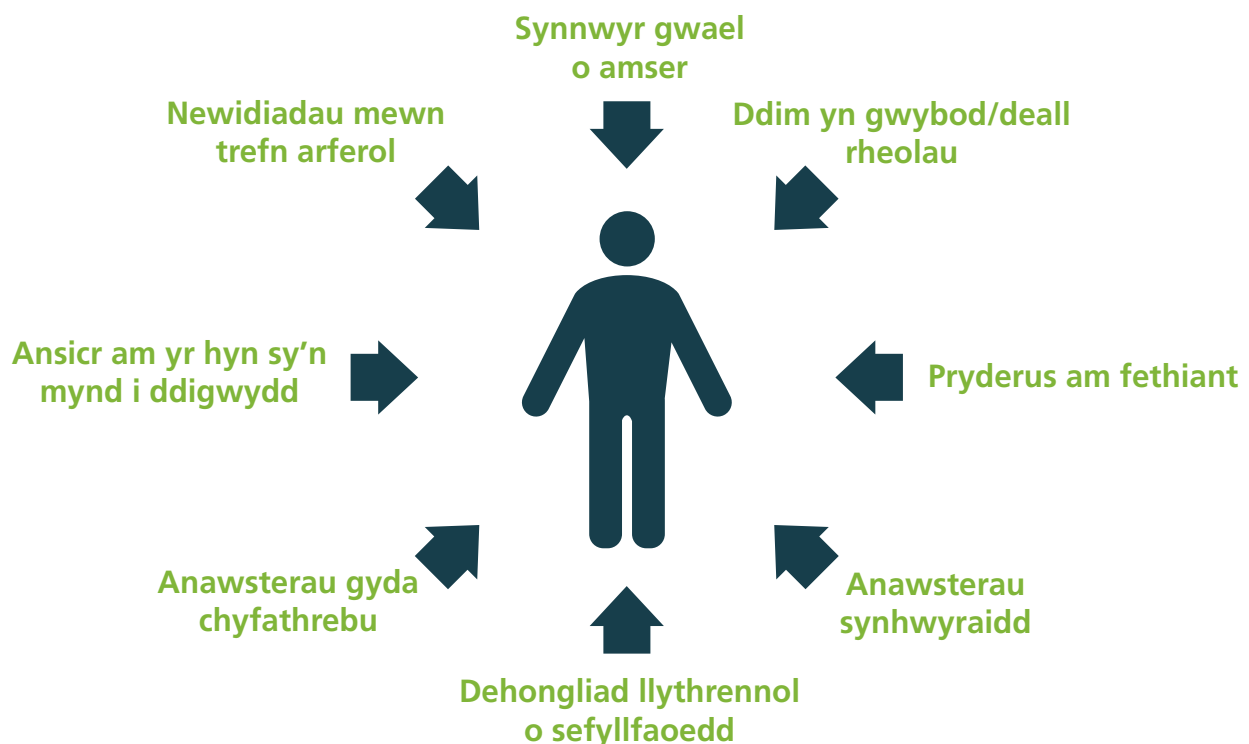 Synnwyr gwael
o amser
Newidiadau mewn
trefn arferol
Ddim yn gwybod/deall
rheolau
Ansicr am yr hyn sy’n
mynd i ddigwydd
Pryderus am fethiant
Anawsterau gyda
chyfathrebu
Anawsterau
synhwyraidd
Dehongliad llythrennol
o sefyllfaoedd